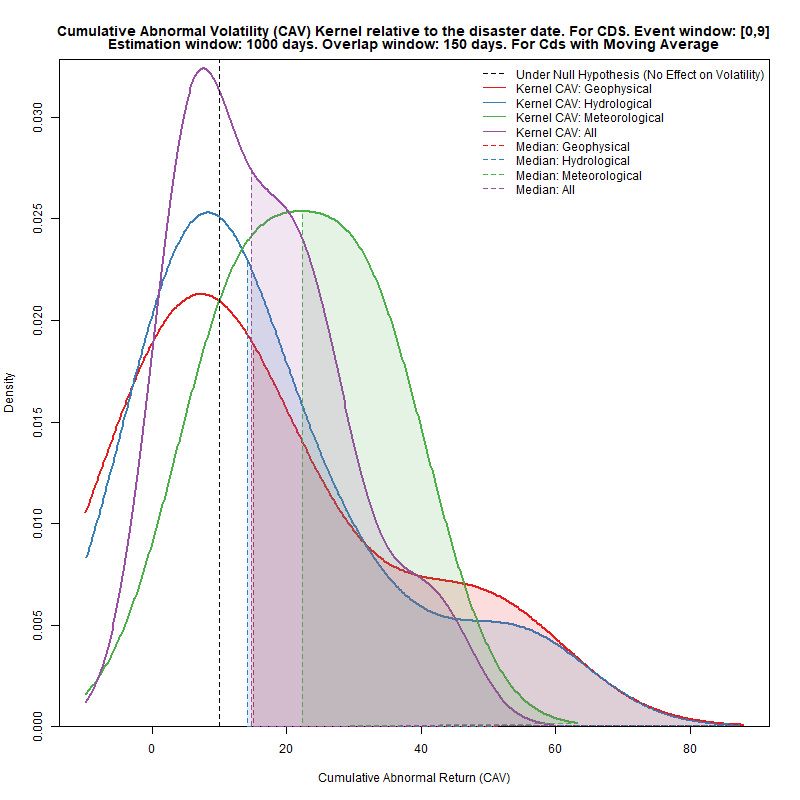 Cumulative Abnormal Volatility (CAV) Kernel relative to the disaster date. For CDS. Event window: [0,9]
Estimation window: 1000 days. Overlap window: 150 days. For Cds with Moving Average
Under Null Hypothesis (No Effect on Volatility)
Kernel CAV: Geophysical
Kernel CAV: Hydrological
Kernel CAV: Meteorological
Kernel CAV: All
Median: Geophysical
Median: Hydrological
Median: Meteorological
Median: All
Density
0.030
0.025
0.020
0.015
0.010
0.005
0.000
0 20 40 60 80
Cumulative Abnormal Return (CAV)